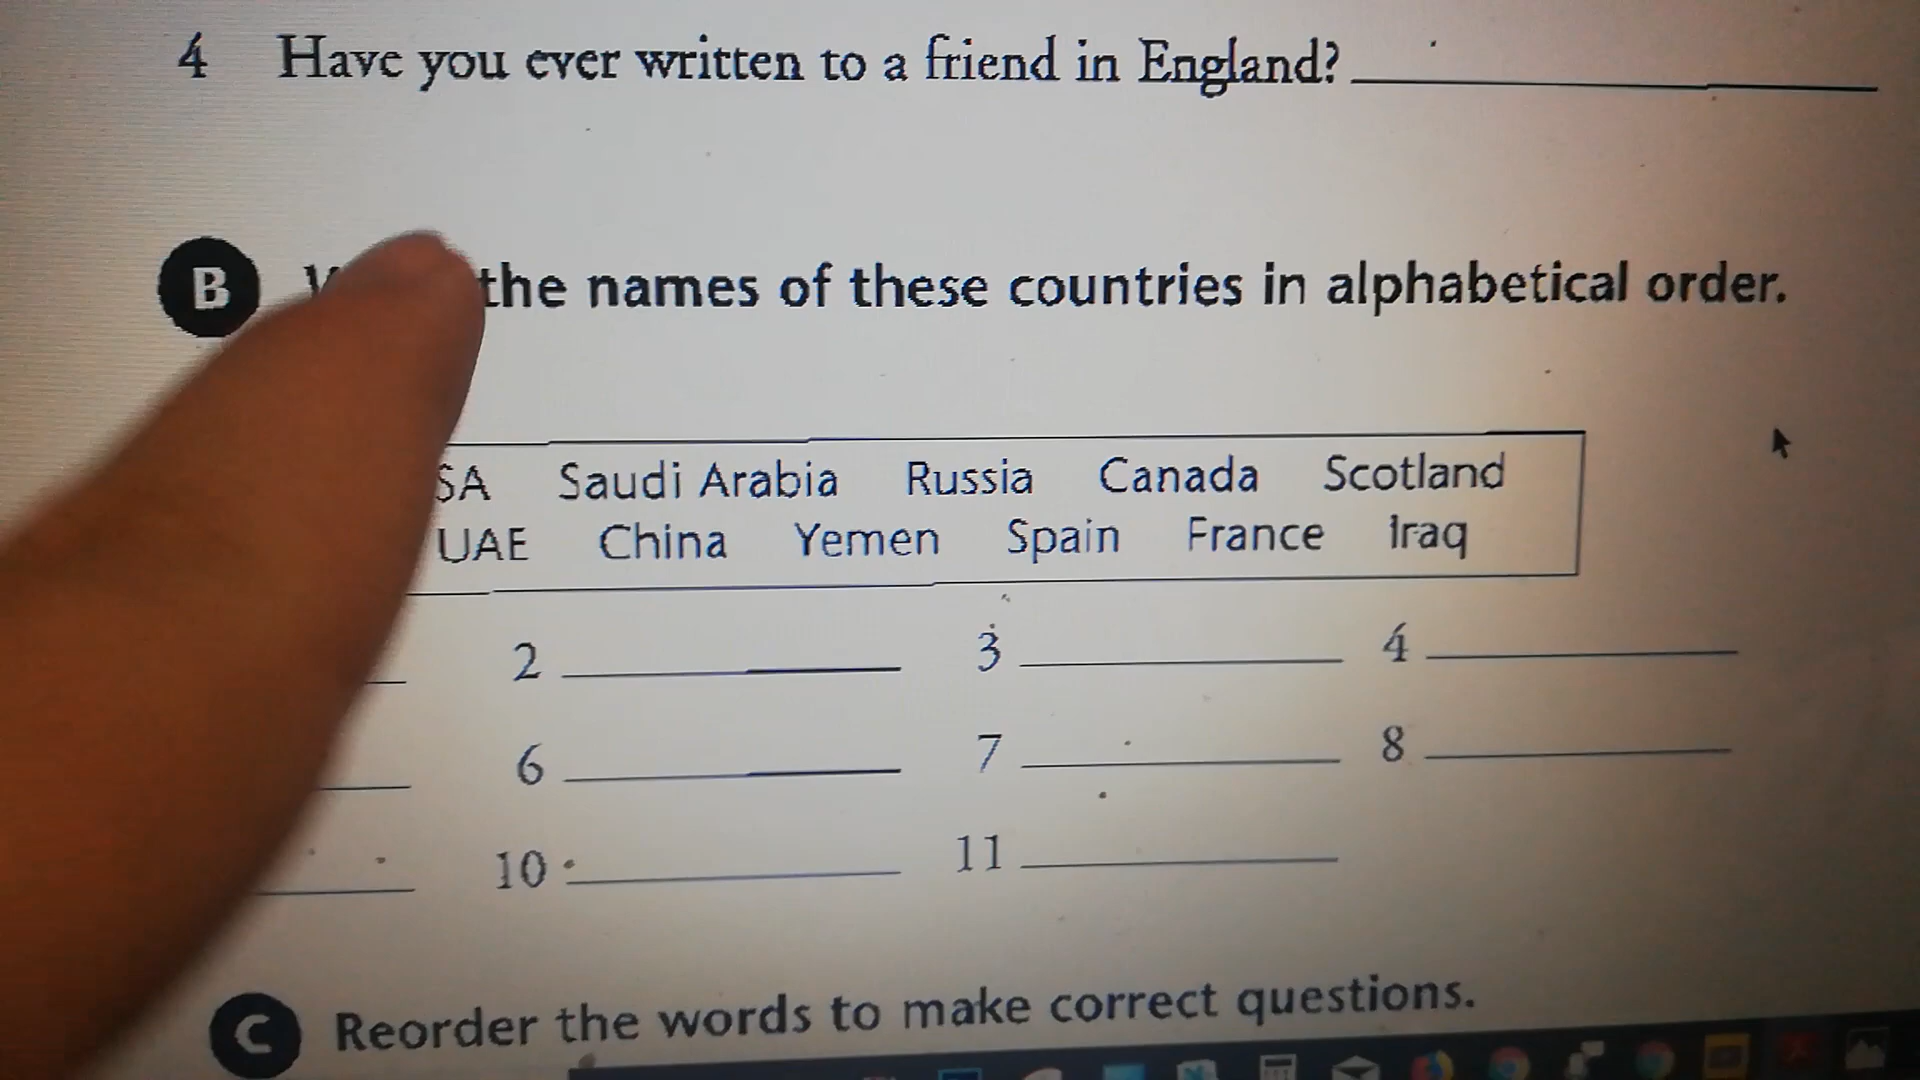 4 Have you ever written to a friend in England?
B the names of these countries in alphabetical order.
SA Saudi Arabia Russia Canada Scotland
UAE China Yemen Spain France Iraq
2 3 4
6 7 8
10 11
C Reorder the words to make correct questions.